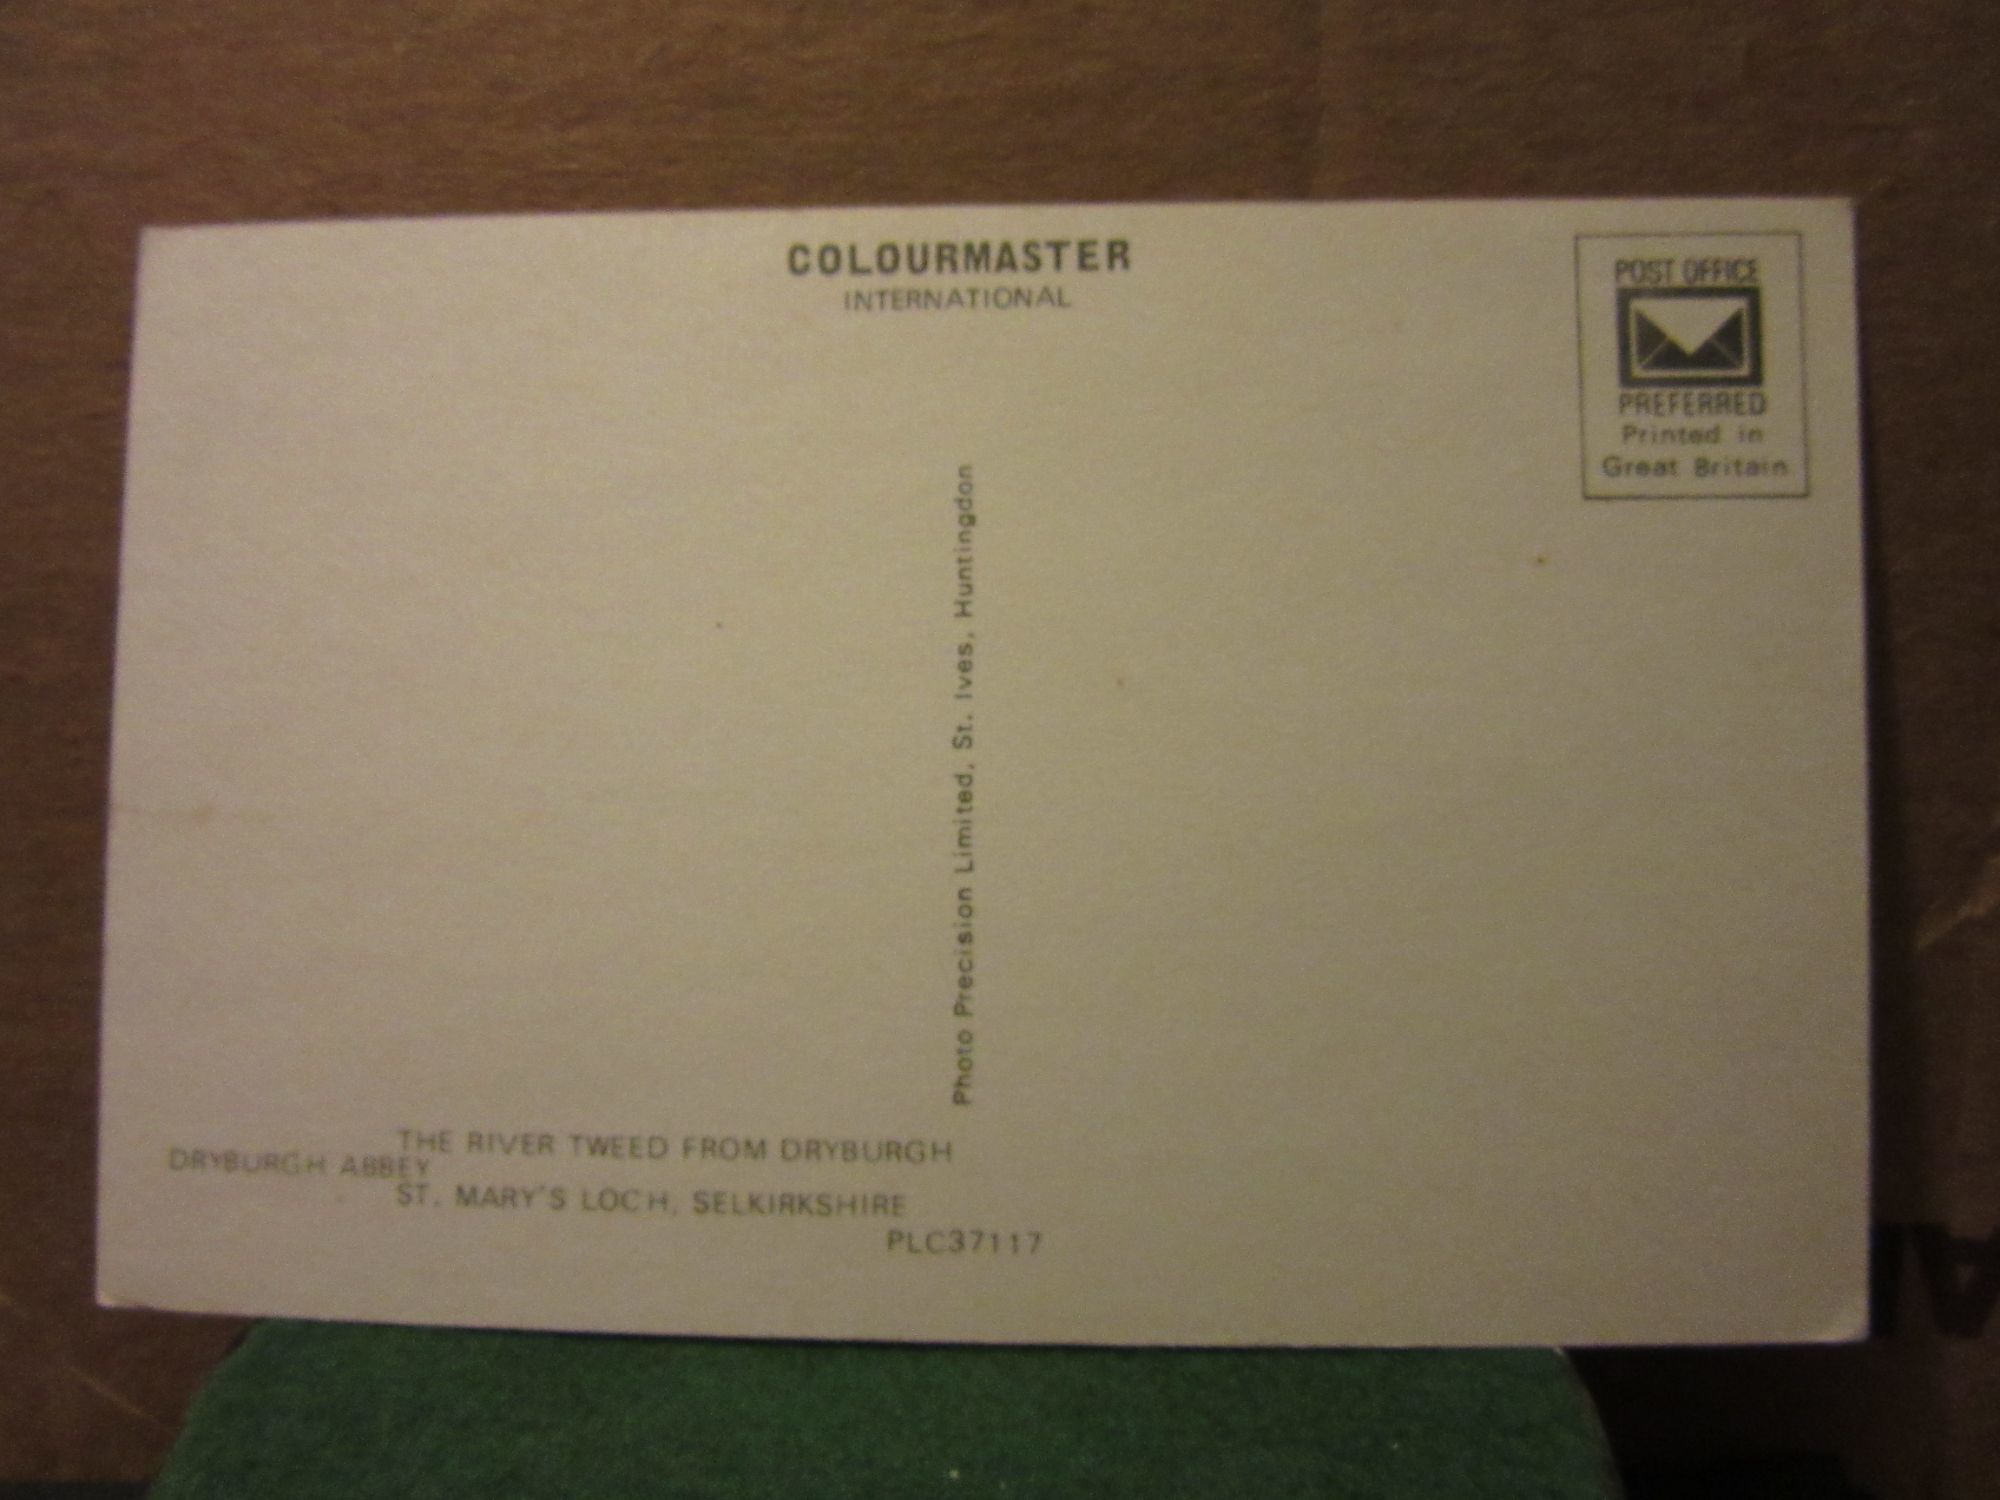 COLOURMASTER
INTERNATIONAL
POST OFFICE
PREFERRED
Printed in
Great Britain
Photo Precision Limited, St. Ives, Huntingdon
THE RIVER TWEED FROM DRYBURGH
DRYBURGH ABBEY
ST. MARY'S LOCH, SELKIRKSHIRE
PLC37117